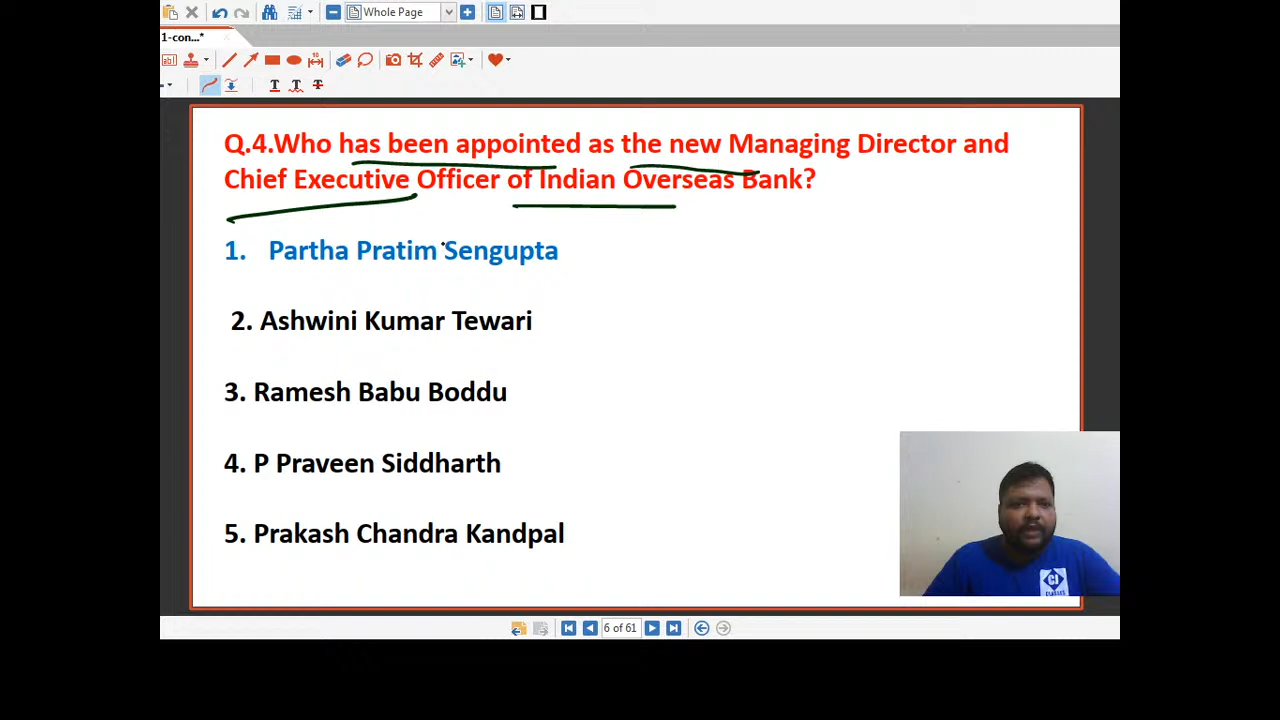 Whole Page
1-con...*
Q.4.Who has been appointed as the new Managing Director and
Chief Executive Officer of Indian Overseas Bank?
1. Partha Pratim Sengupta
2. Ashwini Kumar Tewari
3. Ramesh Babu Boddu
4. P Praveen Siddharth
5. Prakash Chandra Kandpal
CI
CLASSES
6 of 61